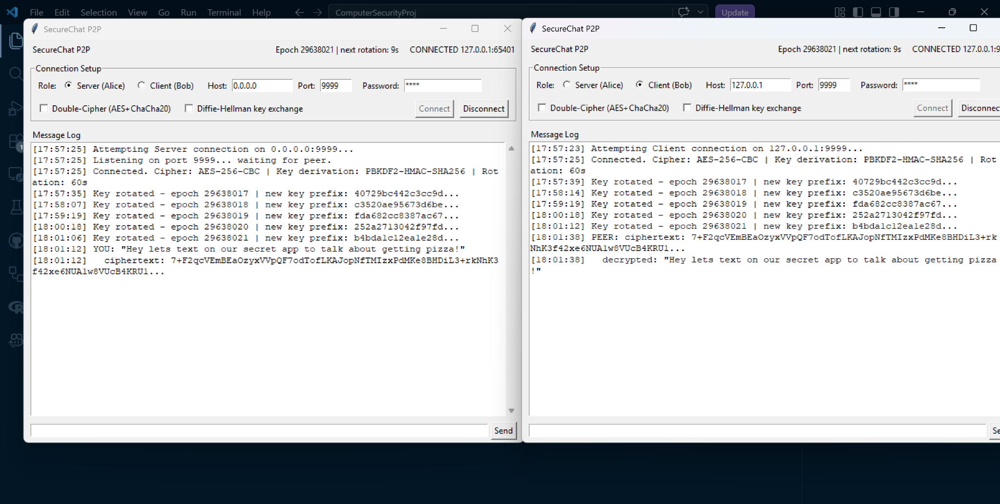 File Edit Selection View Go Run Terminal Help
ComputerSecurityProj
Update
1
SecureChat P2P
SecureChat P2P
Epoch 29638021 | next rotation: 9s
CONNECTED 127.0.0.1:65401
Connection Setup
Role: Server (Alice) Client (Bob) Host: 0.0.0.0 Port: 9999 Password: ****
Double-Cipher (AES+ChaCha20) Diffie-Hellman key exchange Connect Disconnect
Message Log
[17:57:25] Attempting Server connection on 0.0.0.0:9999...
[17:57:25] Listening on port 9999... waiting for peer.
[17:57:25] Connected. Cipher: AES-256-CBC | Key derivation: PBKDF2-HMAC-SHA256 | Rot
ation: 60s
[17:57:35] Key rotated - epoch 29638017 | new key prefix: 40729bc442c3cc9d...
[17:58:07] Key rotated - epoch 29638018 | new key prefix: c3520ae95673d6be...
[17:59:19] Key rotated - epoch 29638019 | new key prefix: fda682cc8387ac67...
[18:00:18] Key rotated - epoch 29638020 | new key prefix: 252a2713042f97fd...
[18:01:06] Key rotated - epoch 29638021 | new key prefix: b4bda1c12ea1e28d...
[18:01:12] YOU: "Hey lets text on our secret app to talk about getting pizza!"
[18:01:12]   ciphertext: 7+F2qcVEmBEaOzyxVVpQF7odTofLKAJopNfTMIzxPdMKe8BHDiL3+rkNhK3
f42xe6NUA1w8VUcB4KRU1...
Send
SecureChat P2P
SecureChat P2P
Epoch 29638021 | next rotation: 9s
CONNECTED 127.0.0.1:9
Connection Setup
Role: Server (Alice) Client (Bob) Host: 127.0.0.1 Port: 9999 Password: ****
Double-Cipher (AES+ChaCha20) Diffie-Hellman key exchange Connect Disconnec
Message Log
[17:57:23] Attempting Client connection on 127.0.0.1:9999...
[17:57:25] Connected. Cipher: AES-256-CBC | Key derivation: PBKDF2-HMAC-SHA256 | Rot
ation: 60s
[17:57:39] Key rotated - epoch 29638017 | new key prefix: 40729bc442c3cc9d...
[17:58:14] Key rotated - epoch 29638018 | new key prefix: c3520ae95673d6be...
[17:59:19] Key rotated - epoch 29638019 | new key prefix: fda682cc8387ac67...
[18:00:18] Key rotated - epoch 29638020 | new key prefix: 252a2713042f97fd...
[18:01:12] Key rotated - epoch 29638021 | new key prefix: b4bda1c12ea1e28d...
[18:01:38] PEER: ciphertext: 7+F2qcVEmBEaOzyxVVpQF7odTofLKAJopNfTMIzxPdMKe8BHDiL3+rk
NhK3f42xe6NUA1w8VUcB4KRU1...
[18:01:38]   decrypted: "Hey lets text on our secret app to talk about getting pizza
!"
Se